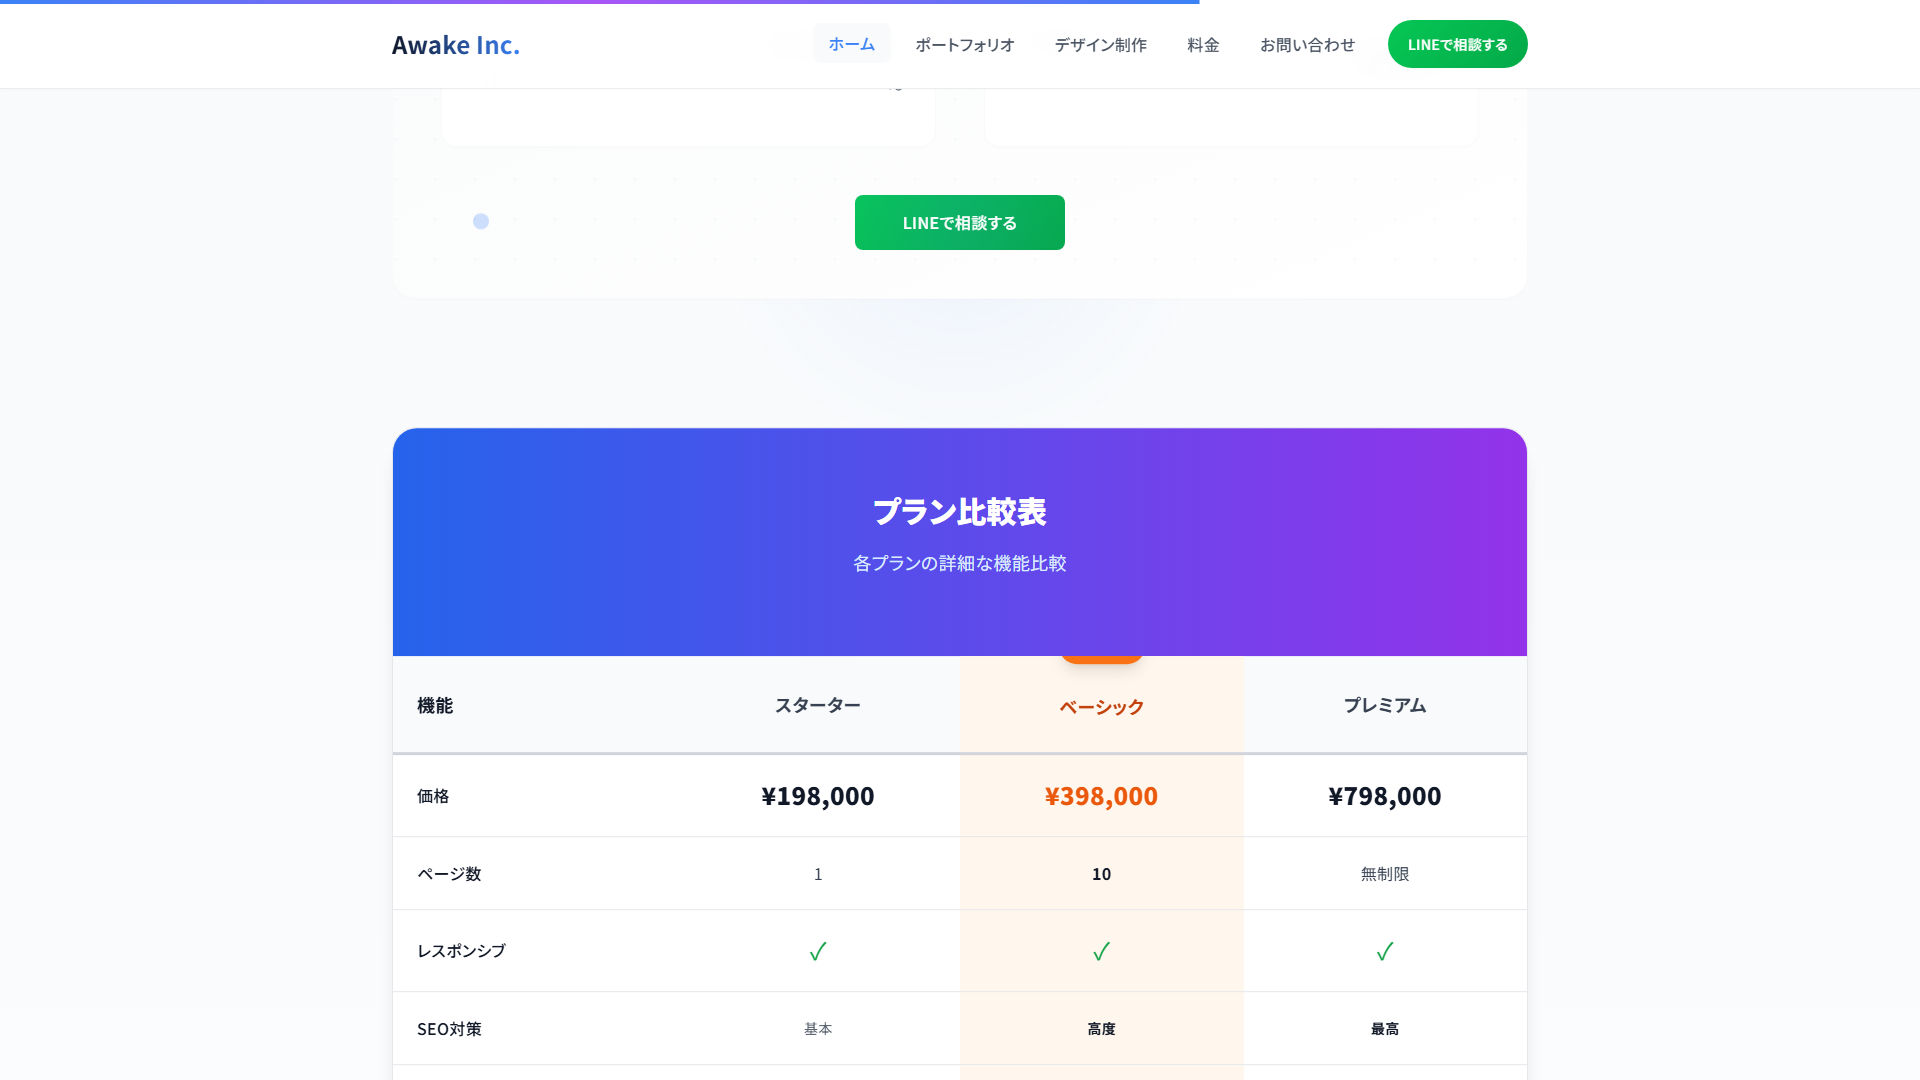 Awake Inc.
ホーム
ポートフォリオ
デザイン制作
料金
お問い合わせ
LINEで相談する
LINEで相談する
プラン比較表
各プランの詳細な機能比較
機能 スターター ベーシック プレミアム
価格 ¥198,000 ¥398,000 ¥798,000
ページ数 1 10 無制限
レスポンシブ ✓ ✓ ✓
SEO対策 基本 高度 最高